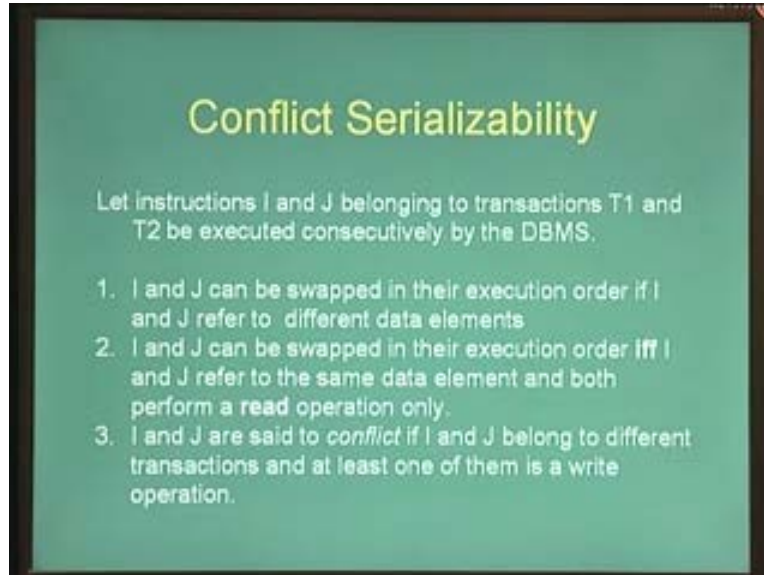 Conflict Serializability
Let instructions I and J belonging to transactions T1 and
T2 be executed consecutively by the DBMS.
1. I and J can be swapped in their execution order if I
and J refer to different data elements
2. I and J can be swapped in their execution order iff I
and J refer to the same data element and both
perform a read operation only.
3. I and J are said to conflict if I and J belong to different
transactions and at least one of them is a write
operation.